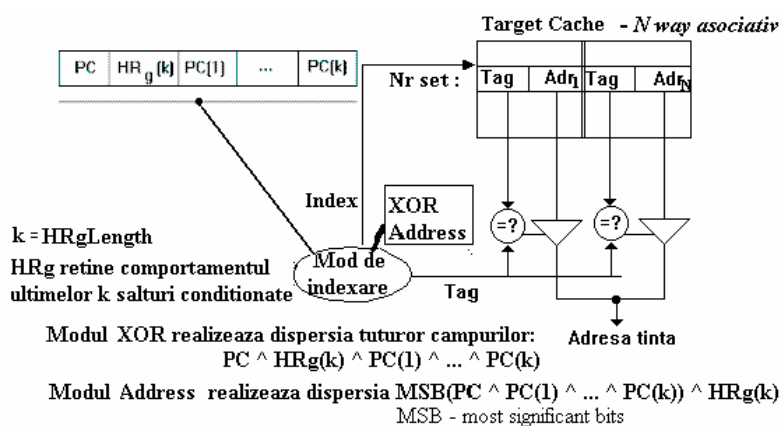 Target Cache - N way asociativ
PC HRg(k) PC(1) ... PC(k)
Nr set : Tag Adr1 Tag AdrN
Index
XOR
Address
=? =?
k = HRgLength
HRg retine comportamentul
ultimelor k salturi conditionate
Mod de
indexare
Tag
Adresa tinta
Modul XOR realizeaza dispersia tuturor campurilor:
PC ^ HRg(k) ^ PC(1) ^ ... ^ PC(k)
Modul Address realizeaza dispersia MSB(PC ^ PC(1) ^ ... ^ PC(k)) ^ HRg(k)
MSB - most significant bits